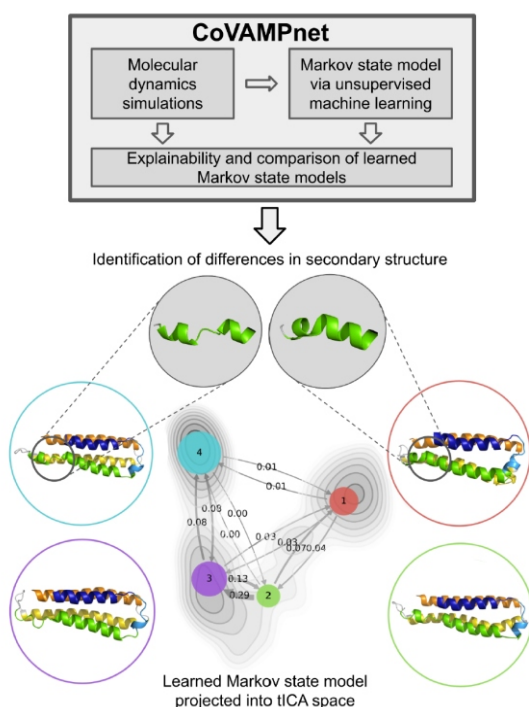 CoVAMPnet
Molecular
dynamics
simulations
Markov state model
via unsupervised
machine learning
Explainability and comparison of learned
Markov state models
Identification of differences in secondary structure
4
0.01
0.01
1
0.08
0.08
0.00
0.00
0.03
0.03
0.07
0.04
3
0.13
0.29
2
Learned Markov state model
projected into tICA space